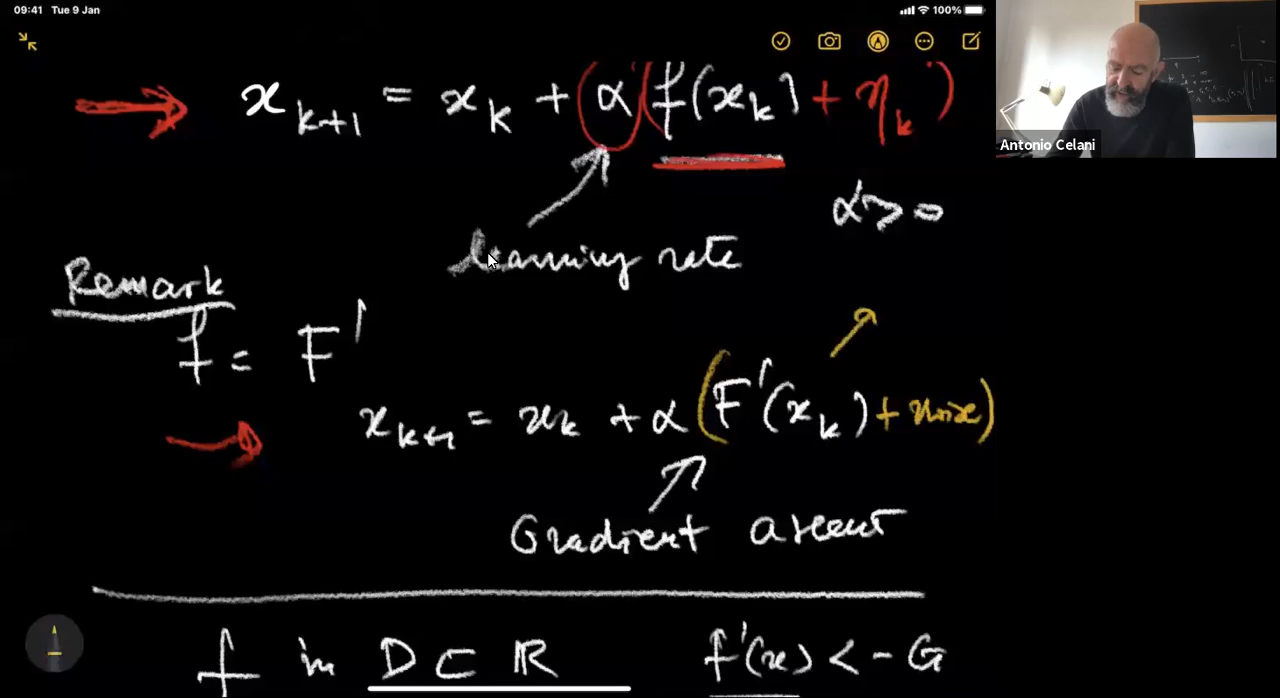 09:41 Tue 9 Jan 100%
x_{k+1} = x_k + α (f(x_k) + η_k)
α > 0
learning rate
Antonio Celani
Remark
f = F'
x_{k+1} = x_k + α (F'(x_k) + noise)
Gradient ascent
f in D ⊂ ℝ f'(x) < - G